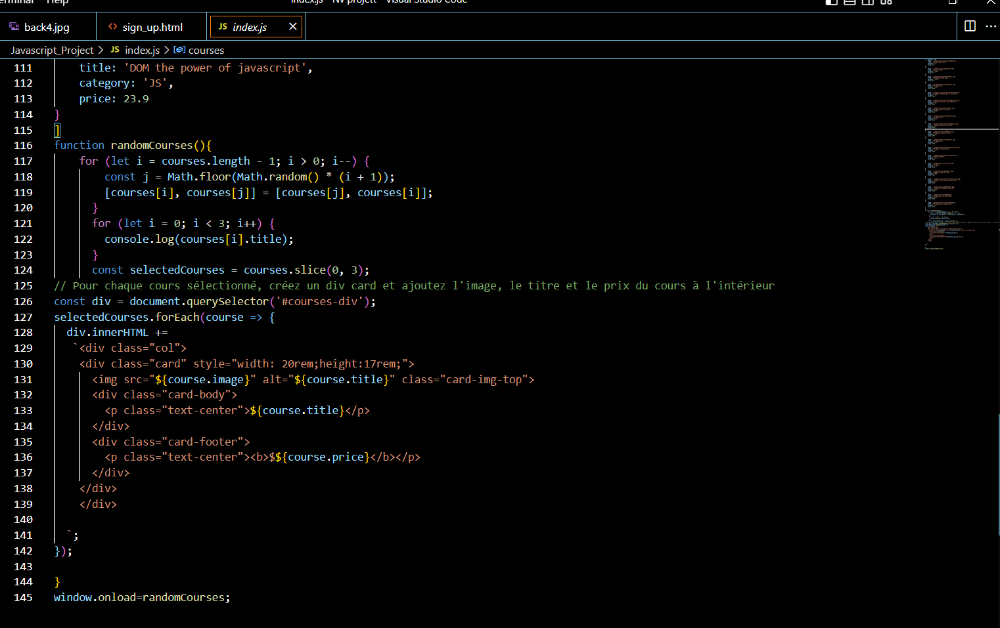 Help
index.js    Nv projett    Visual Studio Code
back4.jpg    sign_up.html    JS index.js
Javascript_Project > JS index.js > courses
111 title: 'DOM the power of javascript',
112 category: 'JS',
113 price: 23.9
114 }
115 ]
116 function randomCourses(){
117 for (let i = courses.length - 1; i > 0; i--) {
118 const j = Math.floor(Math.random() * (i + 1));
119 [courses[i], courses[j]] = [courses[j], courses[i]];
120 }
121 for (let i = 0; i < 3; i++) {
122 console.log(courses[i].title);
123 }
124 const selectedCourses = courses.slice(0, 3);
125 // Pour chaque cours sélectionné, créez un div card et ajoutez l'image, le titre et le prix du cours à l'intérieur
126 const div = document.querySelector('#courses-div');
127 selectedCourses.forEach(course => {
128 div.innerHTML +=
129 `<div class="col">
130 <div class="card" style="width: 20rem;height:17rem;">
131 <img src="${course.image}" alt="${course.title}" class="card-img-top">
132 <div class="card-body">
133 <p class="text-center">${course.title}</p>
134 </div>
135 <div class="card-footer">
136 <p class="text-center"><b>$${course.price}</b></p>
137 </div>
138 </div>
139 </div>
140
141 `;
142 });
143
144 }
145 window.onload=randomCourses;